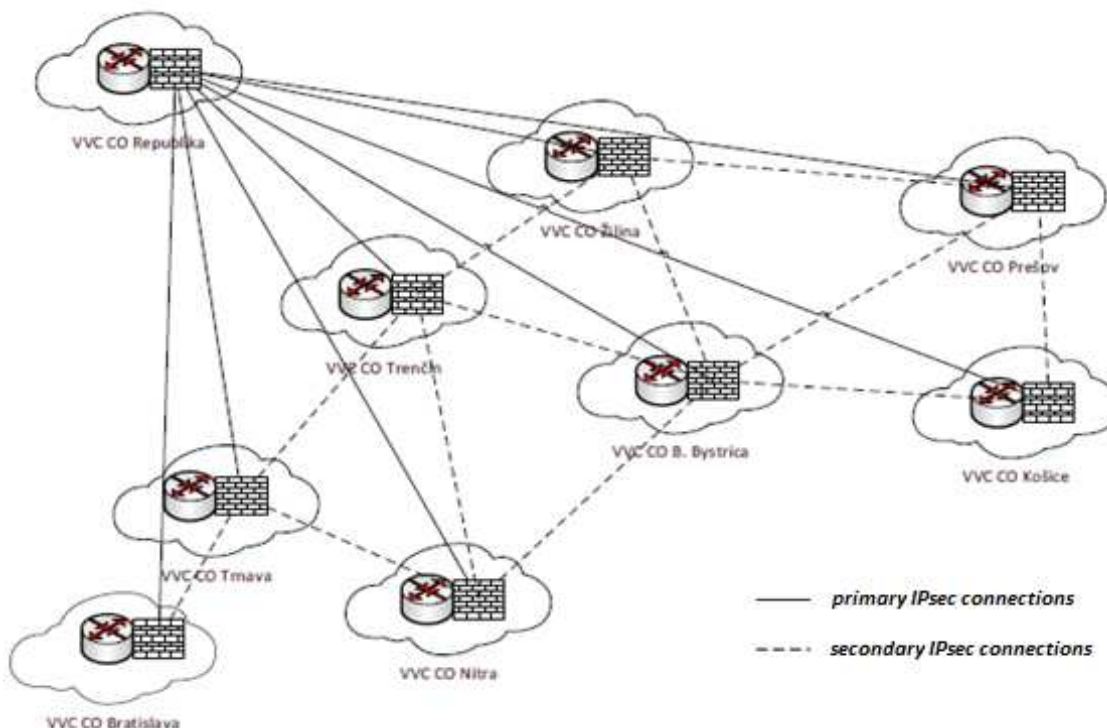 VVC CO Republika
VVC CO Žilina
VVC CO Prešov
VVP CO Trenčín
VVC CO B. Bystrica
VVC CO Košice
VVC CO Trnava
VVC CO Nitra
VVC CO Bratislava
primary IPsec connections
secondary IPsec connections